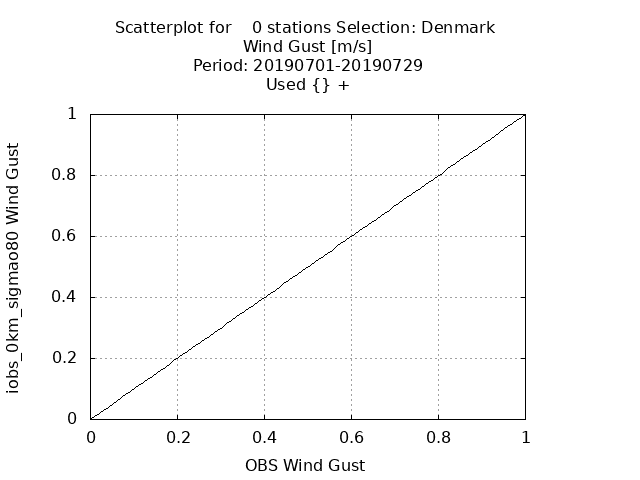 Scatterplot for    0 stations Selection: Denmark
Wind Gust [m/s]
Period: 20190701-20190729
Used {} +
1
0.8
0.6
0.4
0.2
0
iobs_0km_sigmao80 Wind Gust
0 0.2 0.4 0.6 0.8 1
OBS Wind Gust